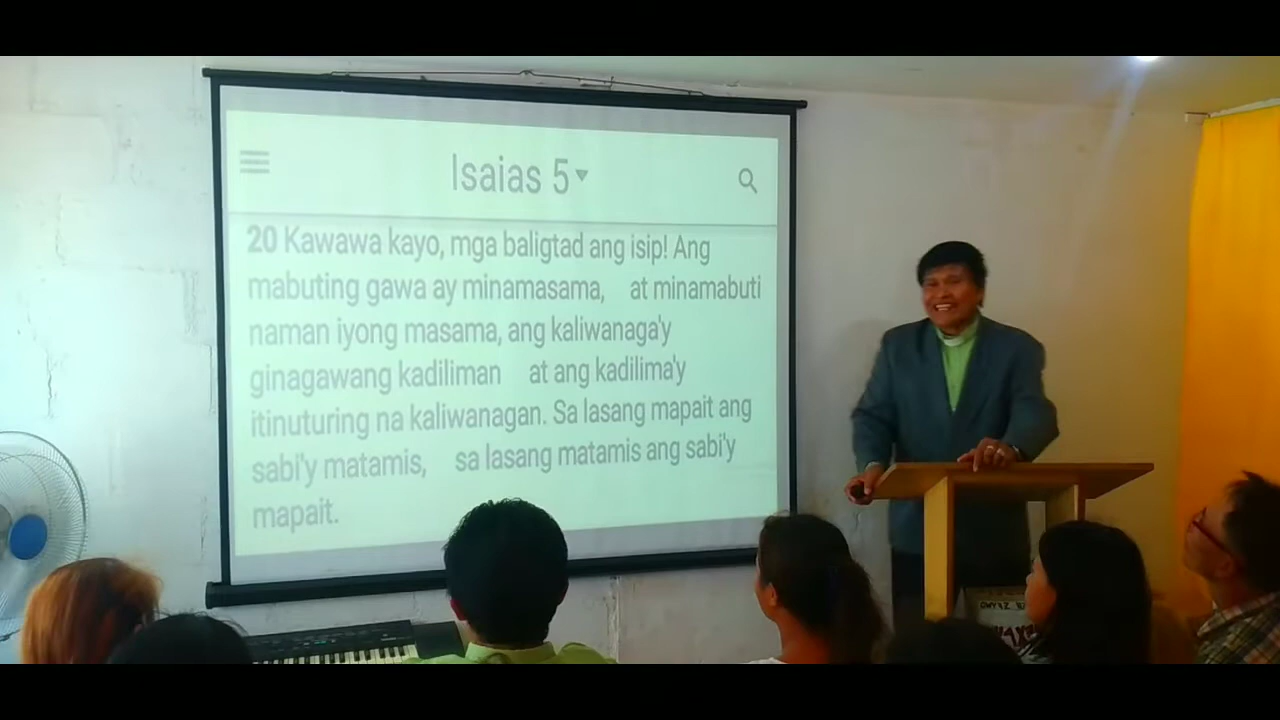 Isaias 5
20 Kawawa kayo, mga baligtad ang isip! Ang
mabuting gawa ay minamasama, at minamabuti
naman iyong masama, ang kaliwanaga'y
ginagawang kadiliman at ang kadilima'y
itinuturing na kaliwanagan. Sa lasang mapait ang
sabi'y matamis, sa lasang matamis ang sabi'y
mapait.